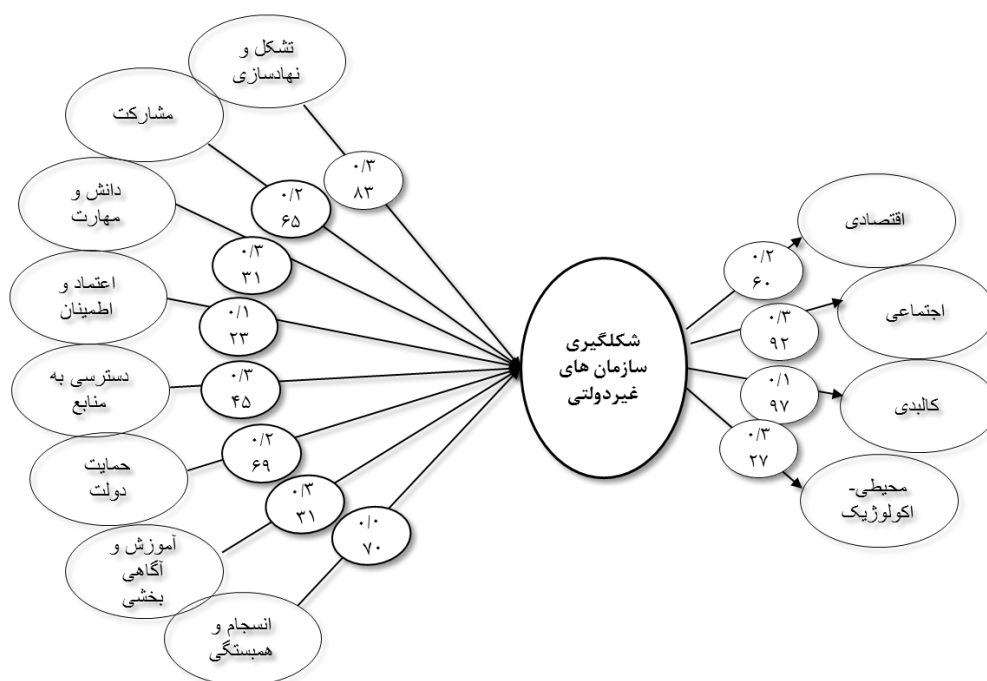 تشکل و
نهادسازی
مشارکت
دانش و
مهارت
اعتماد و
اطمینان
دسترسی به
منابع
حمایت
دولت
آموزش و
آگاهی
بخشی
انسجام و
همبستگی
۰/۳
۸۳
۰/۲
۶۵
۰/۳
۳۱
۰/۱
۲۳
۰/۳
۴۵
۰/۲
۶۹
۰/۳
۳۱
۰/۰
۷۰
شکلگیری
سازمان های
غیردولتی
۰/۲
۶۰
۰/۳
۹۲
۰/۱
۹۷
۰/۳
۲۷
اقتصادی
اجتماعی
کالبدی
محیطی-
اکولوژیک